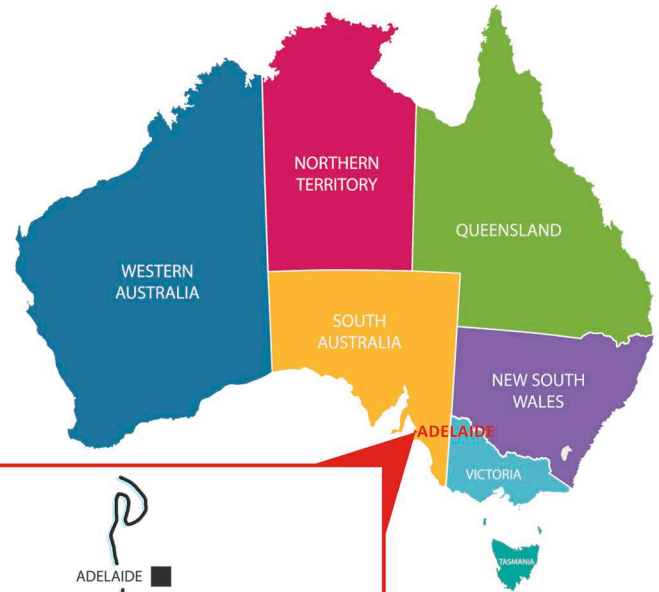 NORTHERN
TERRITORY
QUEENSLAND
WESTERN
AUSTRALIA
SOUTH
AUSTRALIA
NEW SOUTH
WALES
ADELAIDE
VICTORIA
TASMANIA
ADELAIDE